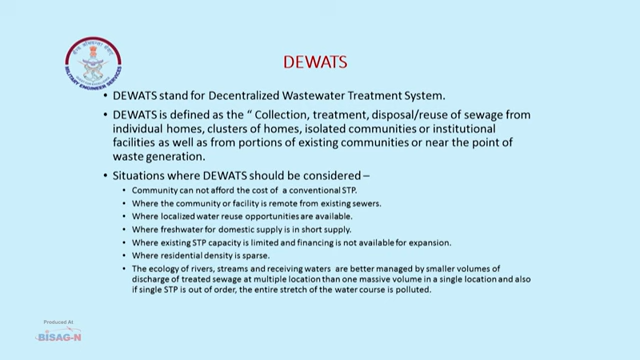 DEWATS
MILITARY ENGINEER SERVICES
• DEWATS stand for Decentralized Wastewater Treatment System.
• DEWATS is defined as the “ Collection, treatment, disposal/reuse of sewage from
individual homes, clusters of homes, isolated communities or institutional
facilities as well as from portions of existing communities or near the point of
waste generation.
• Situations where DEWATS should be considered –
• Community can not afford the cost of a conventional STP.
• Where the community or facility is remote from existing sewers.
• Where localized water reuse opportunities are available.
• Where freshwater for domestic supply is in short supply.
• Where existing STP capacity is limited and financing is not available for expansion.
• Where residential density is sparse.
• The ecology of rivers, streams and receiving waters are better managed by smaller volumes of
discharge of treated sewage at multiple location than one massive volume in a single location and also
if single STP is out of order, the entire stretch of the water course is polluted.
Produced At
BISAG-N